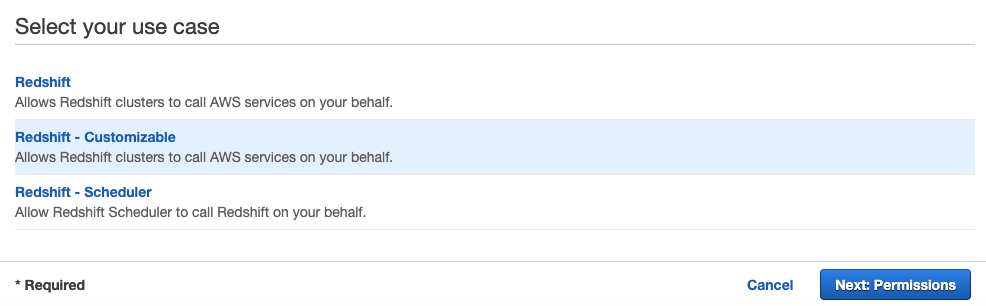 Select your use case
Redshift
Allows Redshift clusters to call AWS services on your behalf.
Redshift - Customizable
Allows Redshift clusters to call AWS services on your behalf.
Redshift - Scheduler
Allow Redshift Scheduler to call Redshift on your behalf.
* Required
Cancel
Next: Permissions